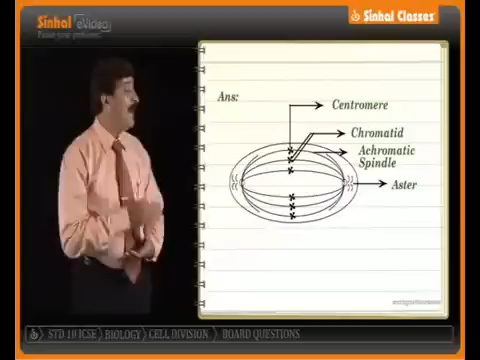 Sinhal eVideo
Pause your problems!
Sinhal Classes
Ans:
Centromere
Chromatid
Achromatic
Spindle
Aster
STD 10 ICSE BIOLOGY CELL DIVISION BOARD QUESTIONS